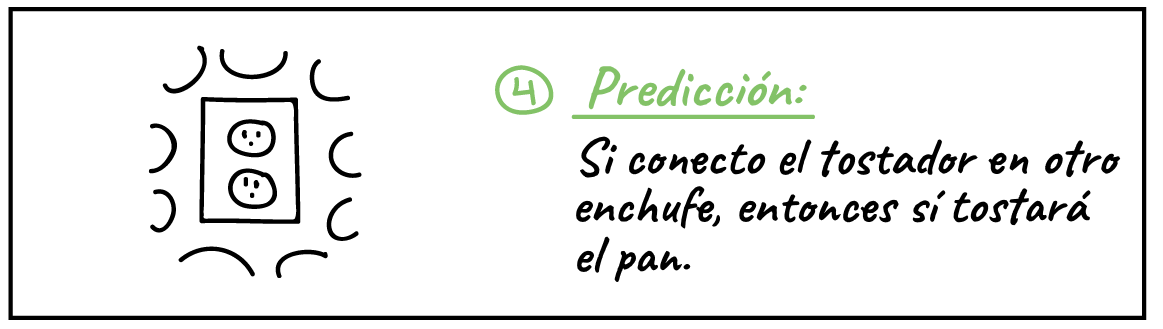 4 Predicción:
Si conecto el tostador en otro
enchufe, entonces sí tostará
el pan.